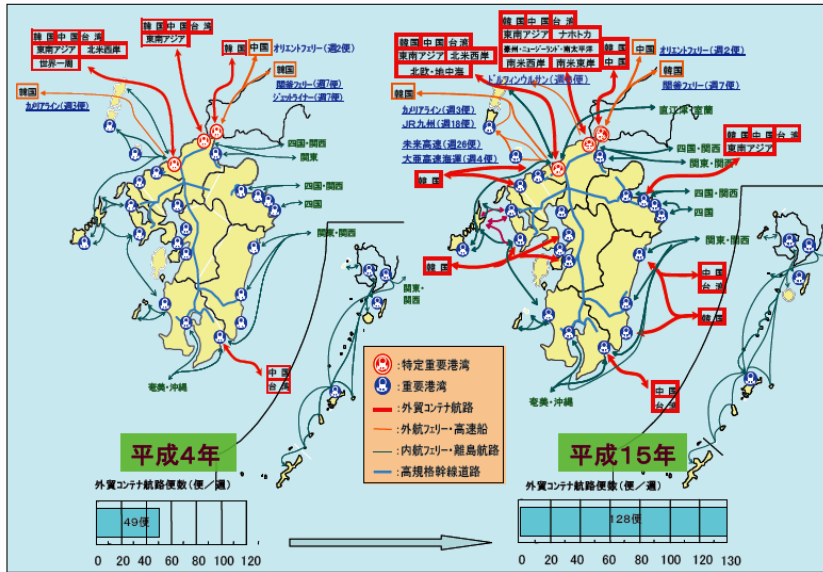 韓国 中国 台湾
東南アジア 北米西岸
世界一周
韓国 中国 台湾
東南アジア
韓国
中国
オリエントフェリー(週2便)
韓国
関釜フェリー(週7便)
ジェットライナー(週7便)
韓国
カメリアライン(週3便)
四国・関西
関東
四国・関西
四国
関東・関西
関東・関西
中国
台湾
奄美・沖縄
平成4年
外貿コンテナ航路便数(便/週)
49便
0 20 40 60 80 100 120
韓国 中国 台湾
東南アジア 北米西岸
北欧・地中海
韓国 中国 台湾
東南アジア ナホトカ
豪州・ニュージーランド・南太平洋
南米西岸 南米東岸
韓国
中国
中国
オリエントフェリー(週2便)
韓国
関釜フェリー(週7便)
韓国
カメリアライン(週3便)
JR九州(週18便)
未来高速(週26便)
大亜高速海運(週4便)
韓国
韓国
直江津・室蘭
韓国 中国 台湾
東南アジア
四国・関西
関東・関西
四国・関西
四国
関東・関西
中国
台湾
韓国
中国
台湾
奄美・沖縄
:特定重要港湾
:重要港湾
:外貿コンテナ航路
:外航フェリー・高速船
:内航フェリー・離島航路
:高規格幹線道路
平成15年
外貿コンテナ航路便数(便/週)
128便
0 20 40 60 80 100 130